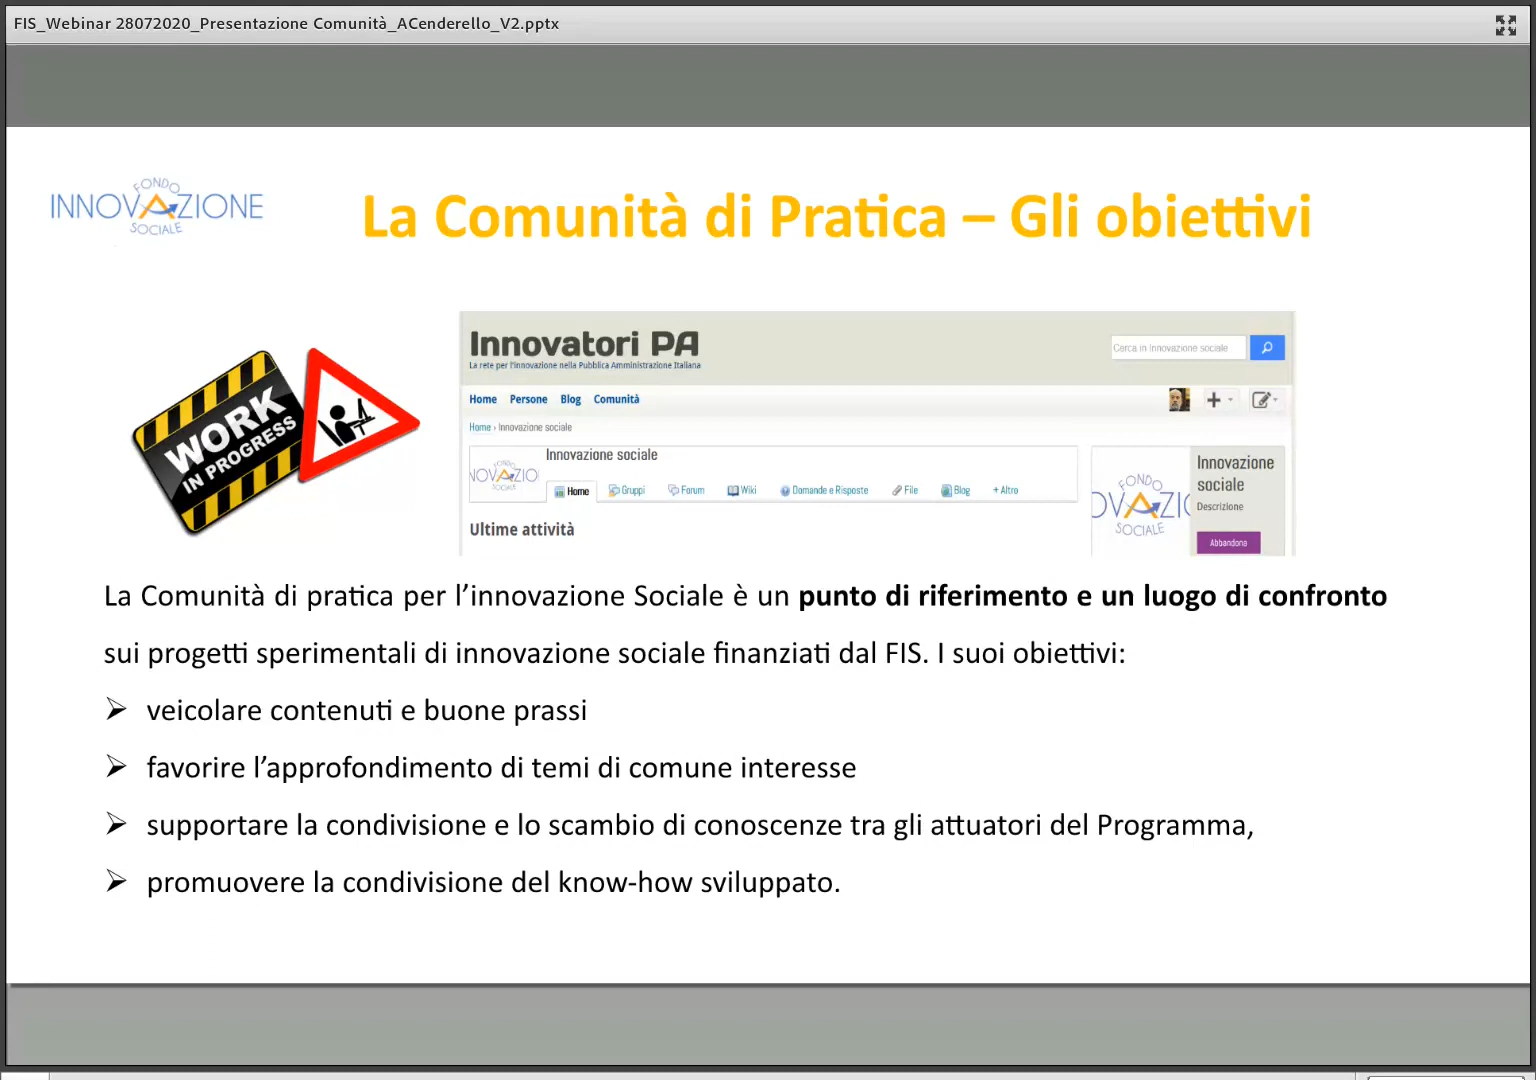 FIS_Webinar 28072020_Presentazione Comunità_ACenderello_V2.pptx
FONDO
INNOVAZIONE
SOCIALE
La Comunità di Pratica – Gli obiettivi
WORK
IN PROGRESS
Innovatori PA
La rete per l'innovazione nella Pubblica Amministrazione Italiana
Cerca in Innovazione sociale
Home Persone Blog Comunità
Home › Innovazione sociale
Innovazione sociale
FONDO
NOVAZIO
SOCIALE
Home Gruppi Forum Wiki Domande e Risposte File Blog + Altro
Ultime attività
FONDO
OVAZIO
SOCIALE
Innovazione
sociale
Descrizione
Abbandona
La Comunità di pratica per l’innovazione Sociale è un punto di riferimento e un luogo di confronto
sui progetti sperimentali di innovazione sociale finanziati dal FIS. I suoi obiettivi:
veicolare contenuti e buone prassi
favorire l’approfondimento di temi di comune interesse
supportare la condivisione e lo scambio di conoscenze tra gli attuatori del Programma,
promuovere la condivisione del know-how sviluppato.